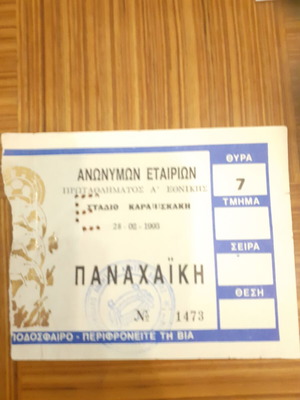 ΑΝΩΝΥΜΩΝ ΕΤΑΙΡΙΩΝ
ΠΡΩΤΑΘΛΗΜΑΤΟΣ Α' ΕΘΝΙΚΗΣ
ΣΤΑΔΙΟ ΚΑΡΑΪΣΚΑΚΗ
ΠΑΝΑΧΑΪΚΗ
№ 1473
ΠΟΔΟΣΦΑΙΡΟ - ΠΕΡΙΦΡΟΝΕΙΤΕ ΤΗ ΒΙΑ
ΘΥΡΑ
7
ΤΜΗΜΑ
ΣΕΙΡΑ
ΘΕΣΗ